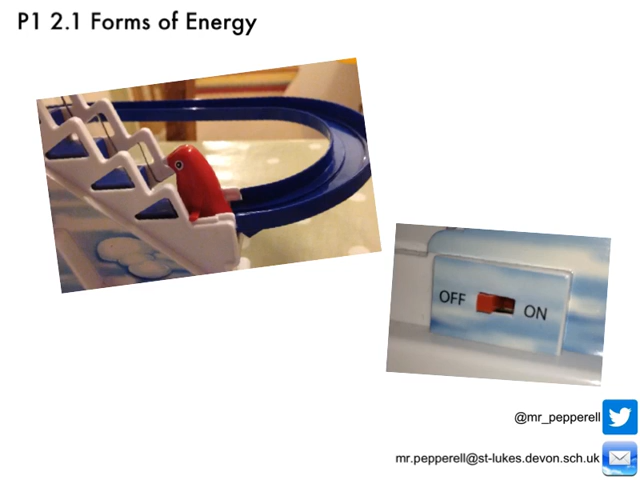 P1 2.1 Forms of Energy
OFF
ON
@mr_pepperell
mr.pepperell@st-lukes.devon.sch.uk